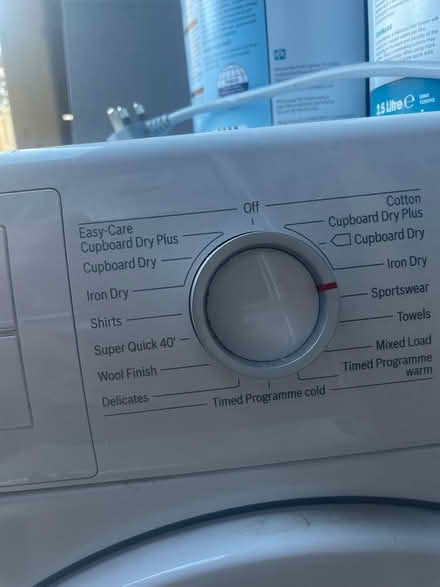 2.5 Litre e
Off
Cotton
Cupboard Dry Plus
Cupboard Dry
Iron Dry
Sportswear
Towels
Mixed Load
Timed Programme
warm
Timed Programme cold
Easy-Care
Cupboard Dry Plus
Cupboard Dry
Iron Dry
Shirts
Super Quick 40'
Wool Finish
Delicates